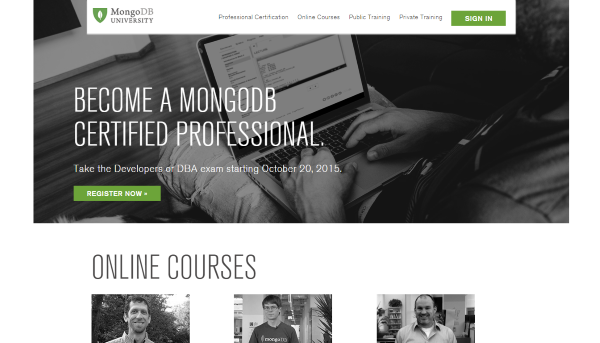 MongoDB
UNIVERSITY
Professional Certification Online Courses Public Training Private Training SIGN IN
BECOME A MONGODB
CERTIFIED PROFESSIONAL.
Take the Developers or DBA exam starting October 20, 2015.
REGISTER NOW »
ONLINE COURSES
mongoDB